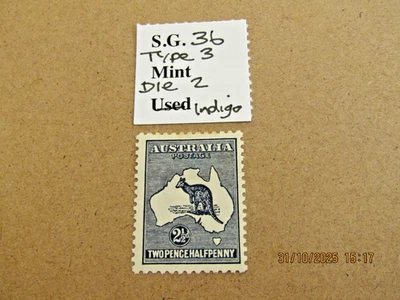 S.G. 36
Type 3
Mint
Die 2
Used Indigo
AUSTRALIA
POSTAGE
2½
TWO PENCE HALFPENNY
31/10/2025 15:17